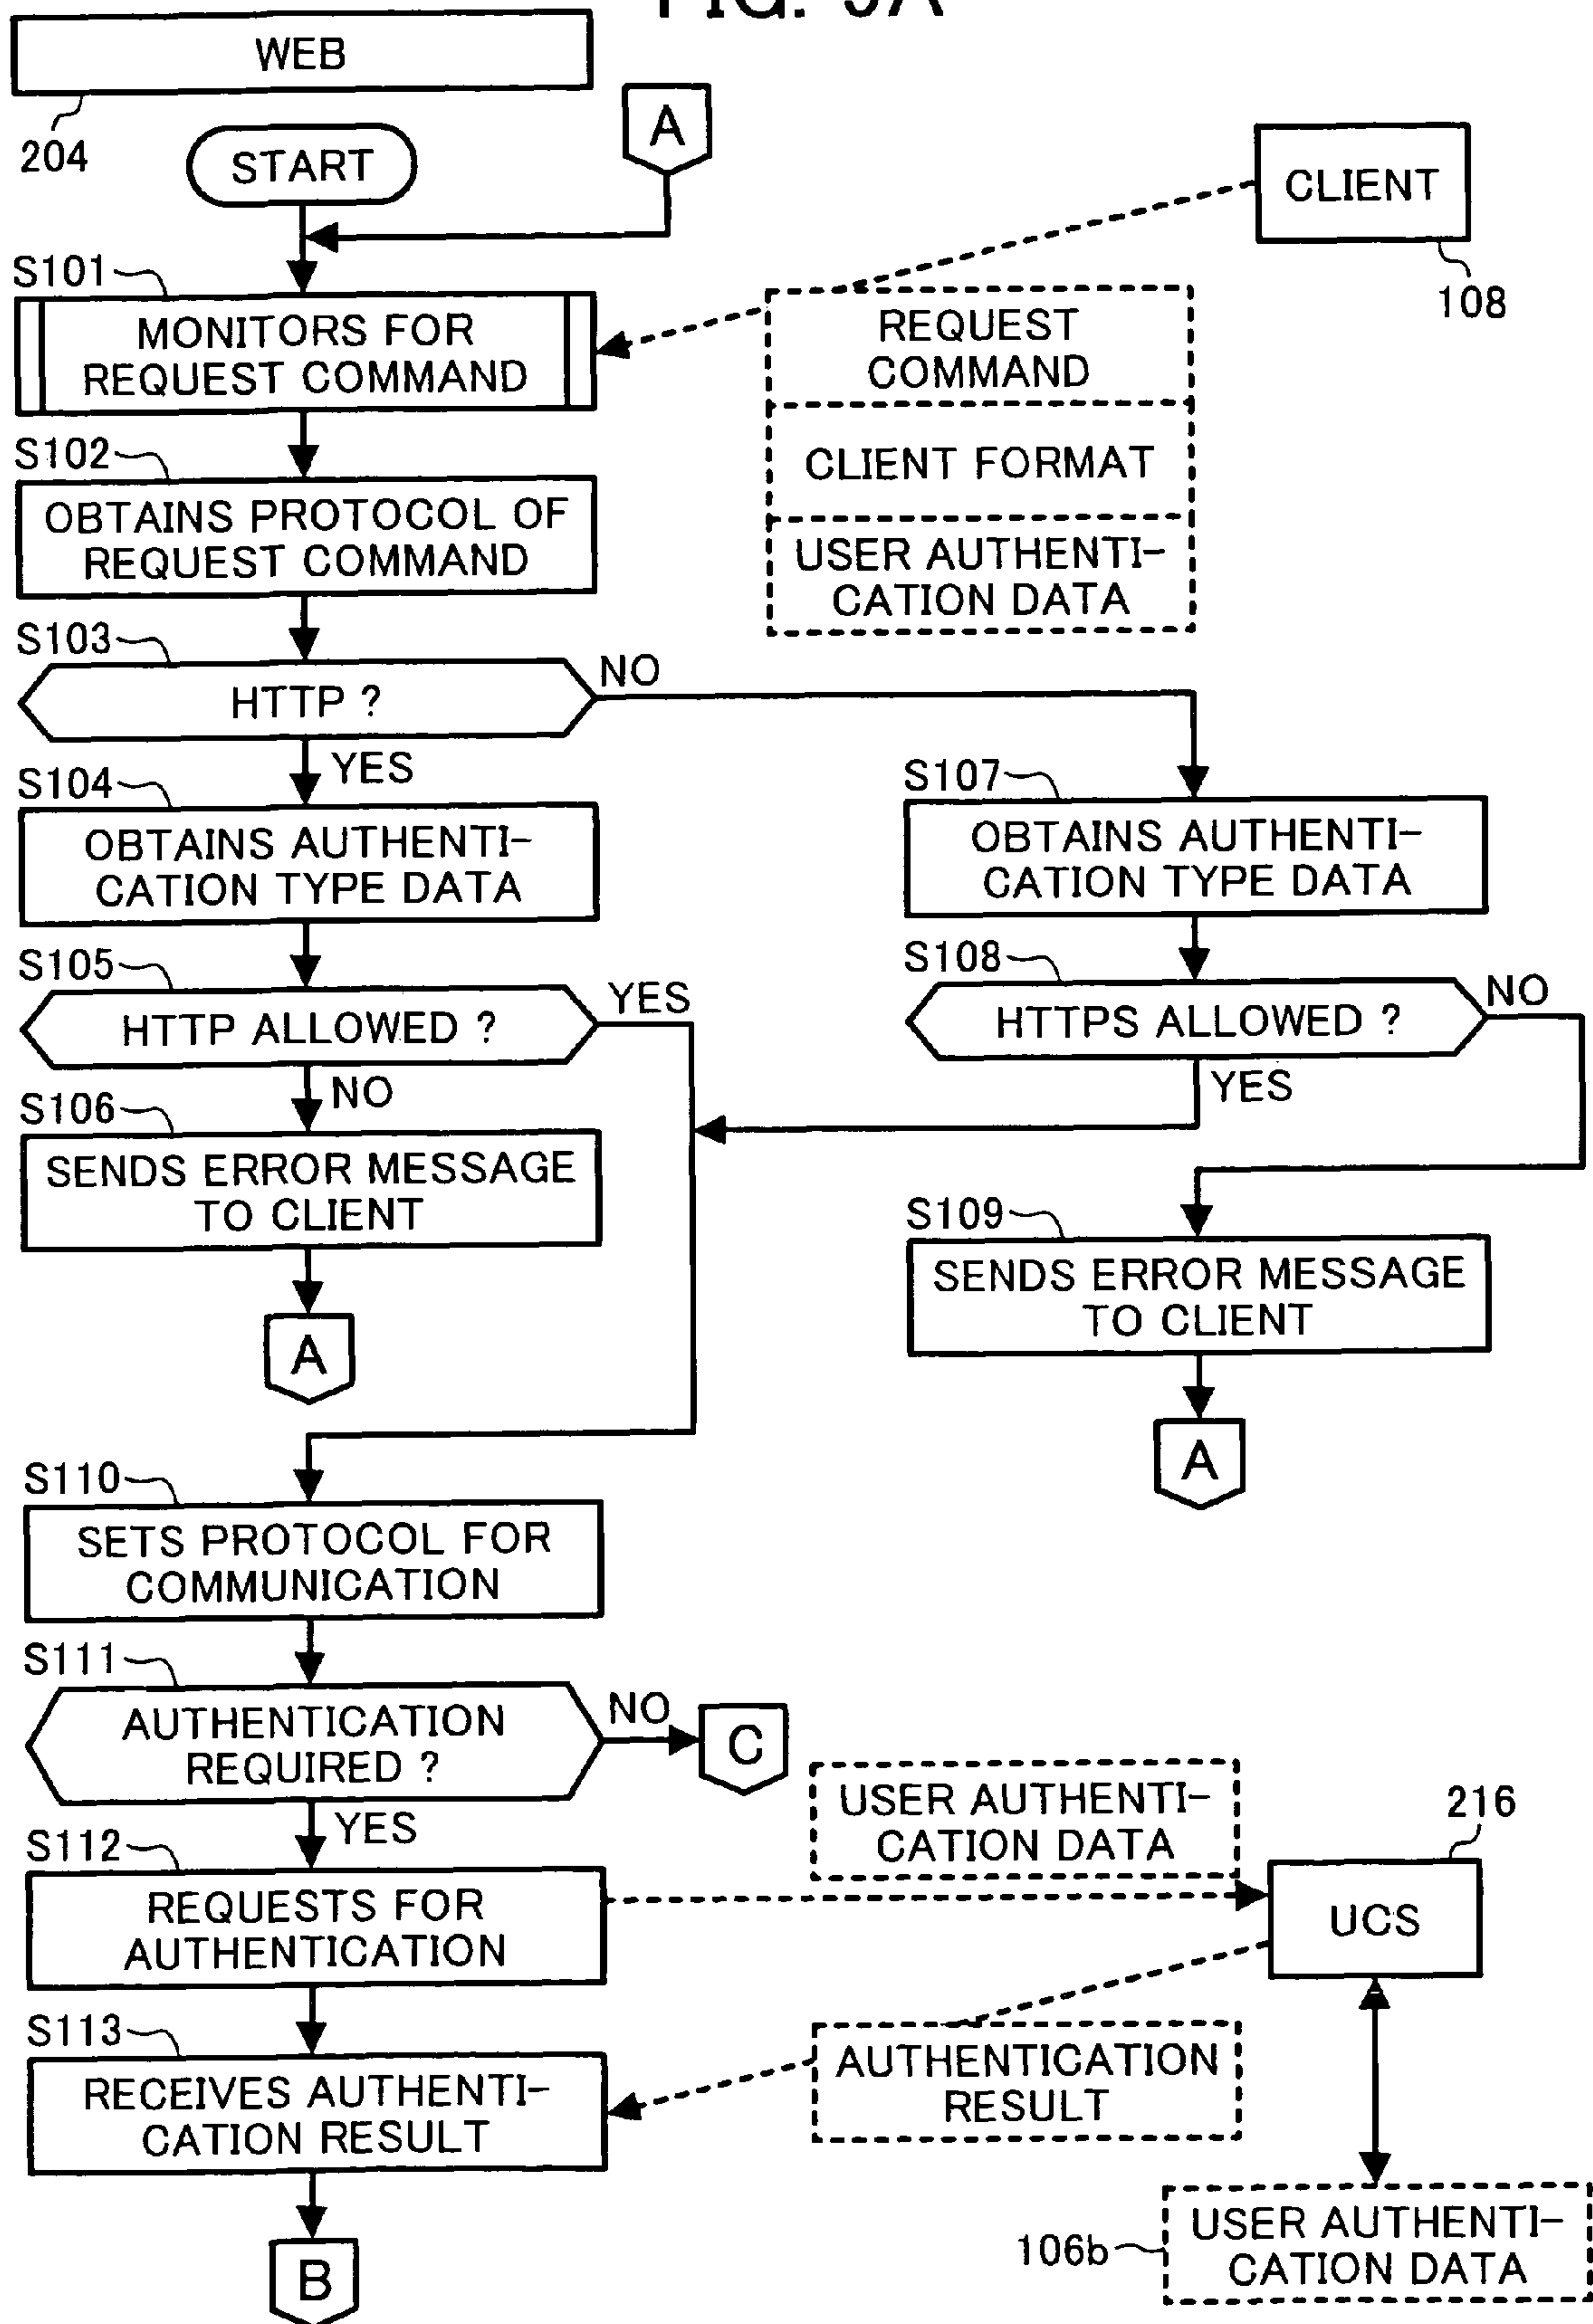 WEB
204
START
A
CLIENT
108
S101
MONITORS FOR
REQUEST COMMAND
REQUEST
COMMAND
CLIENT FORMAT
USER AUTHENTI-
CATION DATA
S102
OBTAINS PROTOCOL OF
REQUEST COMMAND
S103
HTTP ?
NO
YES
S104
OBTAINS AUTHENTI-
CATION TYPE DATA
S107
OBTAINS AUTHENTI-
CATION TYPE DATA
S105
HTTP ALLOWED ?
YES
NO
S108
HTTPS ALLOWED ?
NO
YES
S106
SENDS ERROR MESSAGE
TO CLIENT
A
S109
SENDS ERROR MESSAGE
TO CLIENT
A
S110
SETS PROTOCOL FOR
COMMUNICATION
S111
AUTHENTICATION
REQUIRED ?
NO
C
YES
USER AUTHENTI-
CATION DATA
216
UCS
S112
REQUESTS FOR
AUTHENTICATION
S113
RECEIVES AUTHENTI-
CATION RESULT
AUTHENTICATION
RESULT
B
106b
USER AUTHENTI-
CATION DATA